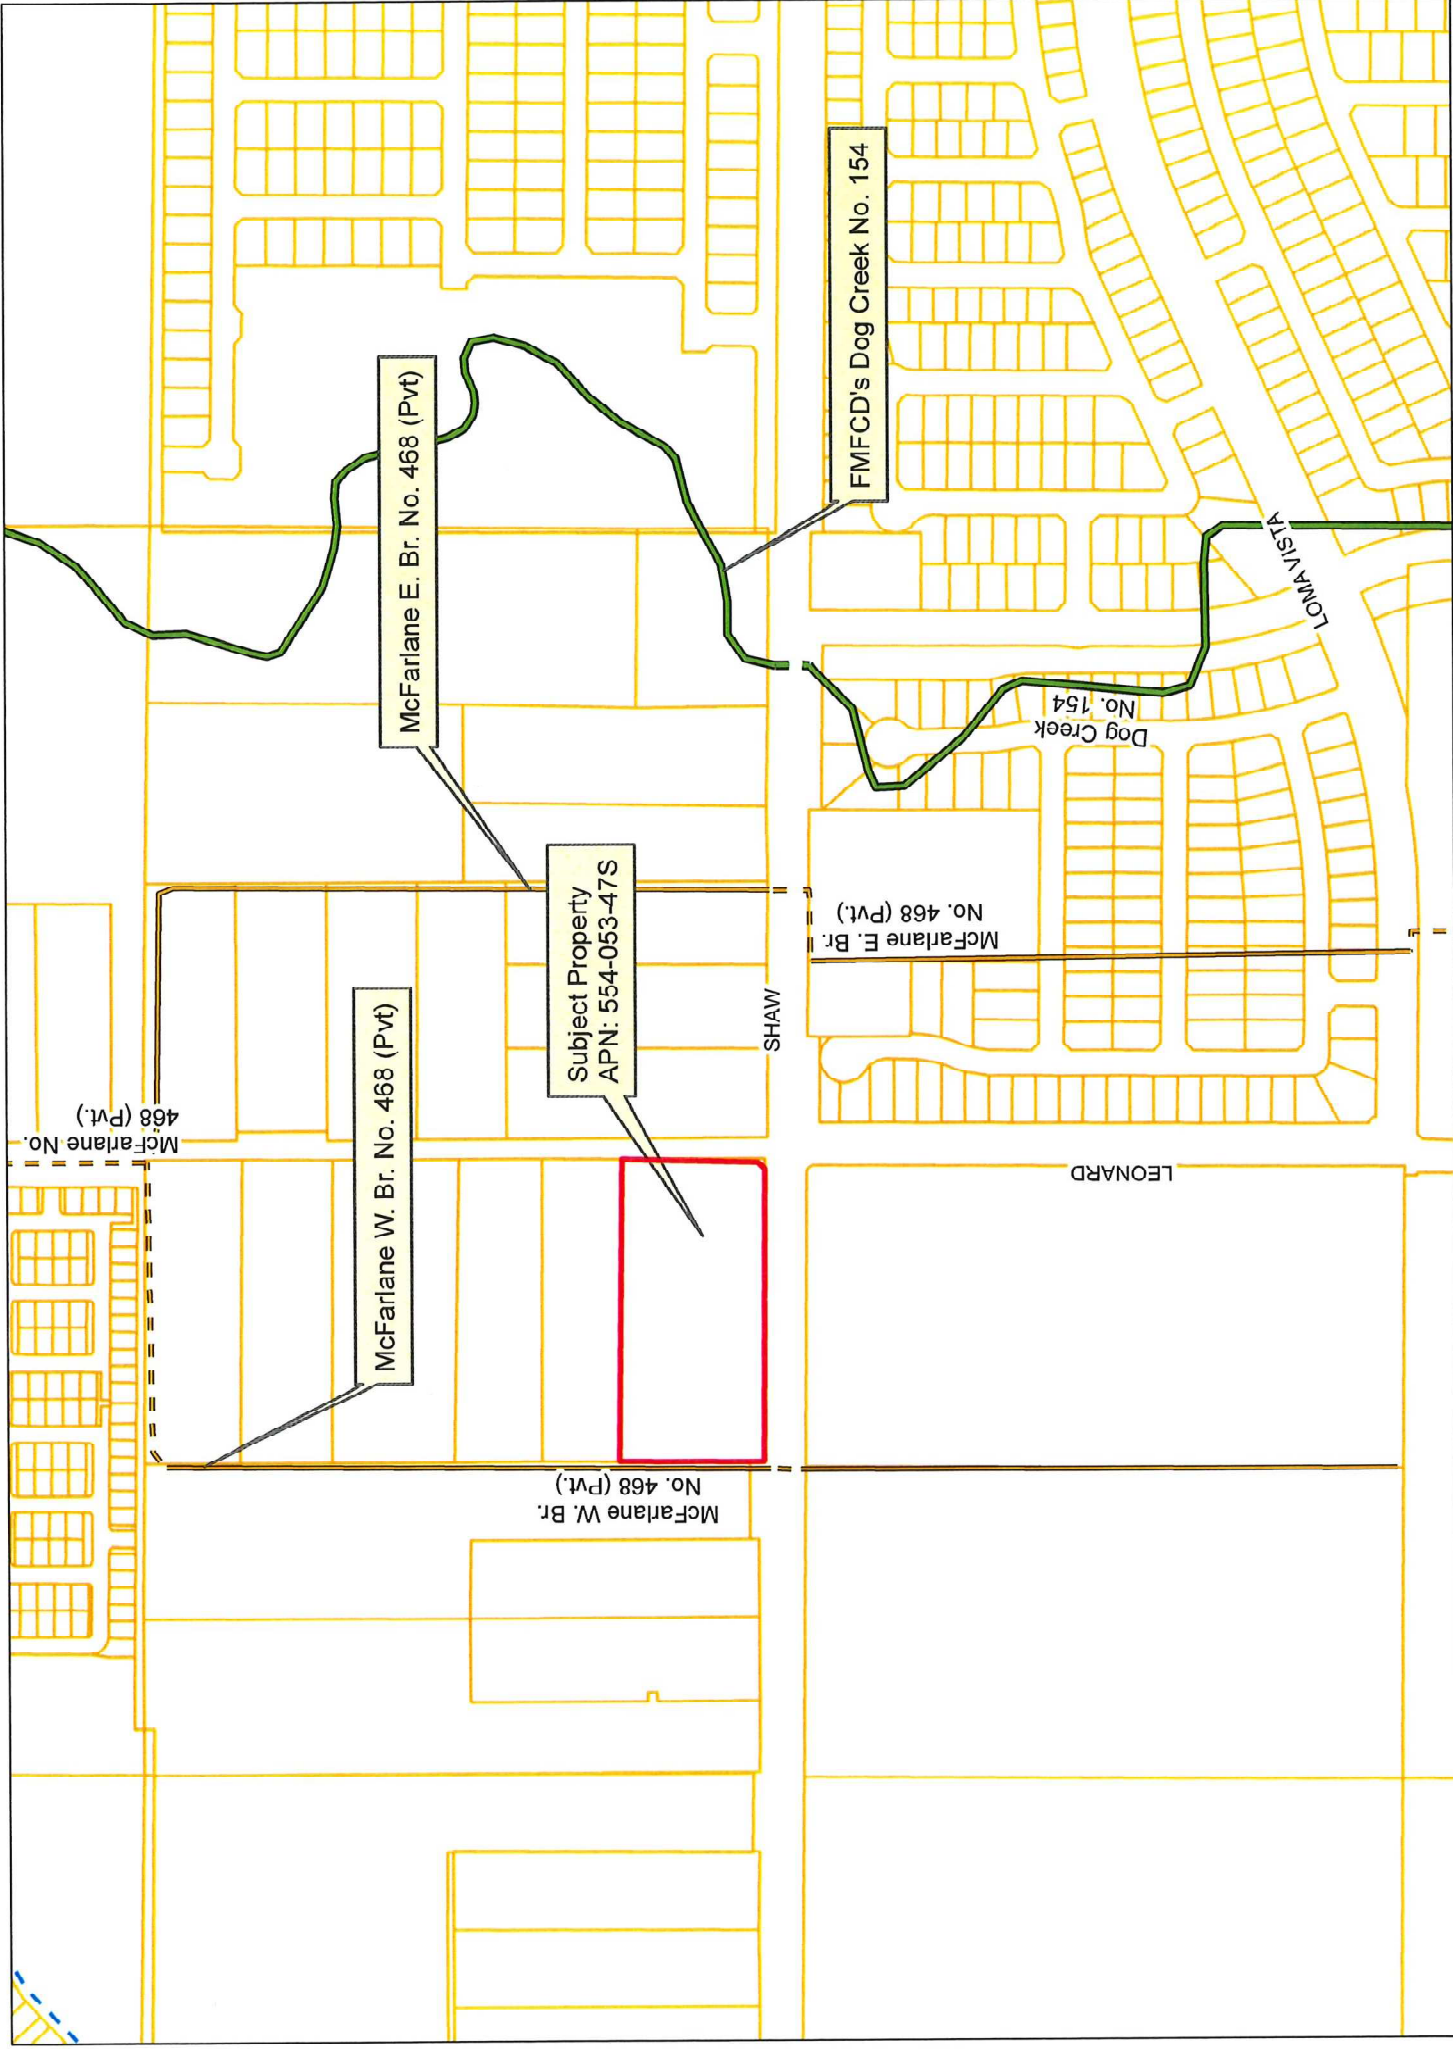 McFarlane E. Br. No. 468 (Pvt)
FMFCD's Dog Creek No. 154
McFarlane W. Br. No. 468 (Pvt)
Subject Property
APN: 554-053-47S
McFarlane No.
468 (Pvt.)
McFarlane W. Br.
No. 468 (Pvt.)
McFarlane E. Br.
No. 468 (Pvt.)
Dog Creek
No. 154
SHAW
LEONARD
LOMA VISTA